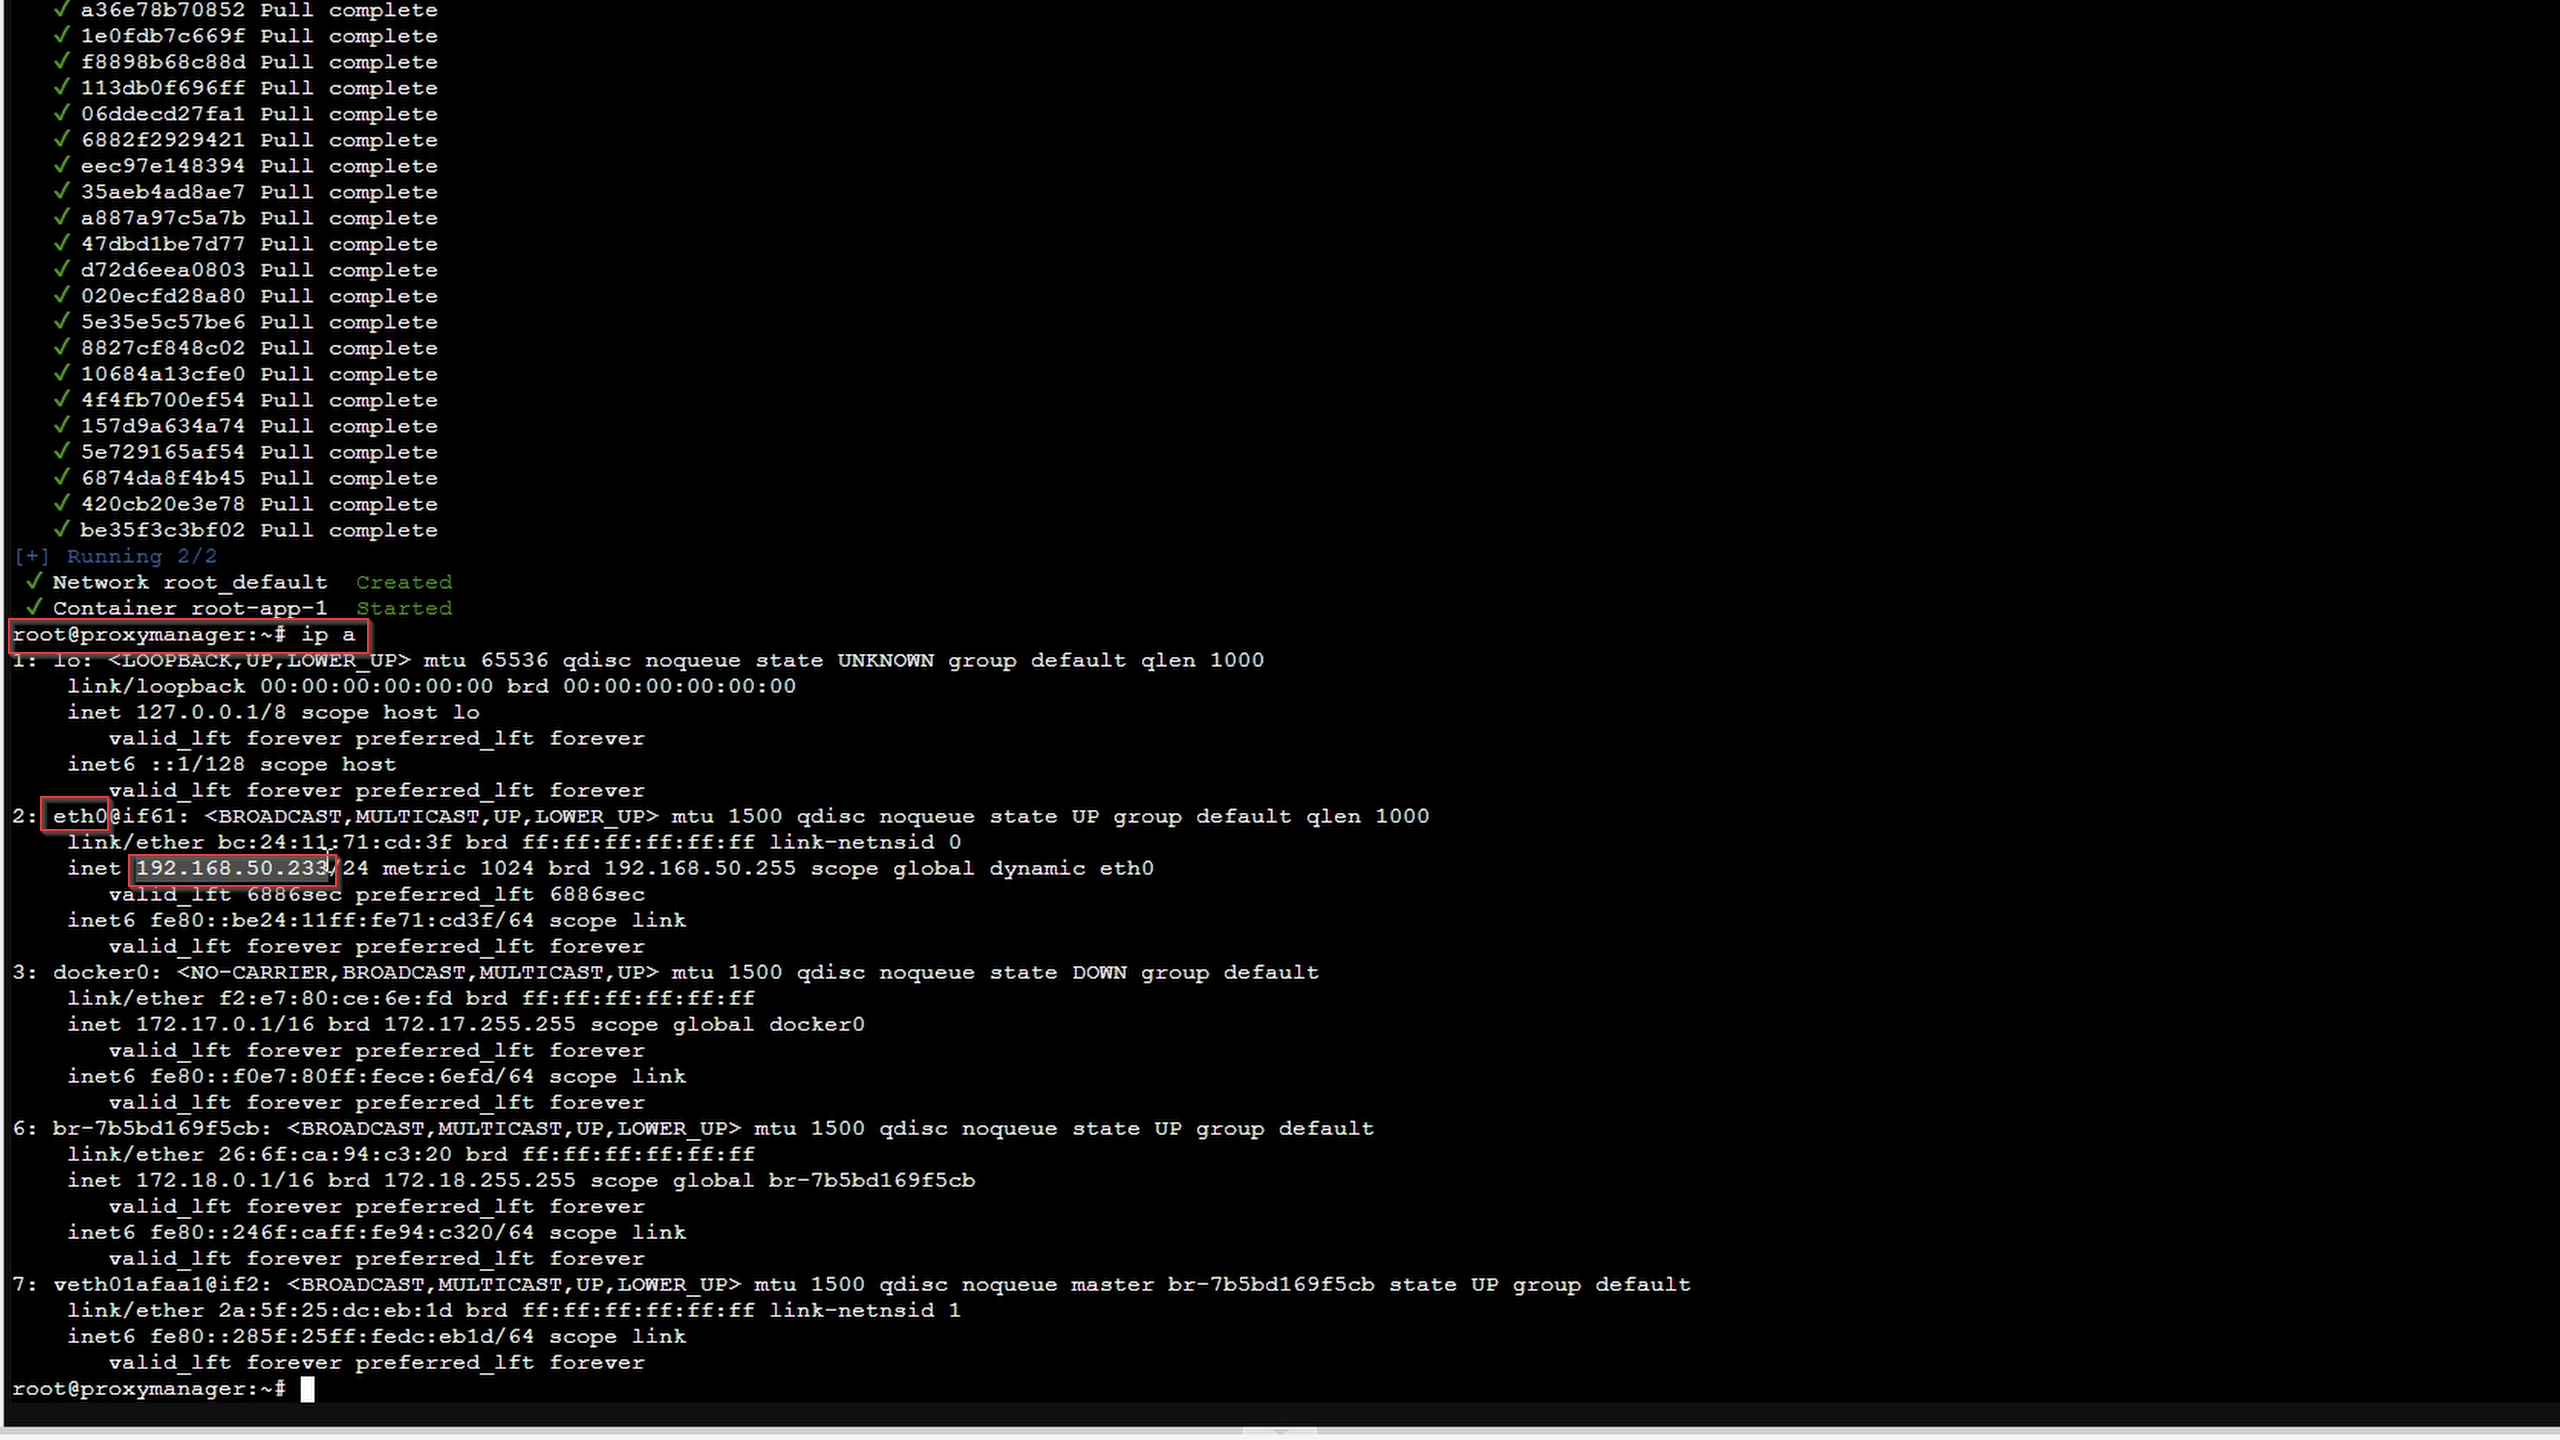 ✓ a36e78b70852 Pull complete
✓ 1e0fdb7c669f Pull complete
✓ f8898b68c88d Pull complete
✓ 113db0f696ff Pull complete
✓ 06ddecd27fa1 Pull complete
✓ 6882f2929421 Pull complete
✓ eec97e148394 Pull complete
✓ 35aeb4ad8ae7 Pull complete
✓ a887a97c5a7b Pull complete
✓ 47dbd1be7d77 Pull complete
✓ d72d6eea0803 Pull complete
✓ 020ecfd28a80 Pull complete
✓ 5e35e5c57be6 Pull complete
✓ 8827cf848c02 Pull complete
✓ 10684a13cfe0 Pull complete
✓ 4f4fb700ef54 Pull complete
✓ 157d9a634a74 Pull complete
✓ 5e729165af54 Pull complete
✓ 6874da8f4b45 Pull complete
✓ 420cb20e3e78 Pull complete
✓ be35f3c3bf02 Pull complete
[+] Running 2/2
✓ Network root_default Created
✓ Container root-app-1 Started
root@proxymanager:~# ip a
1: lo: <LOOPBACK,UP,LOWER_UP> mtu 65536 qdisc noqueue state UNKNOWN group default qlen 1000
link/loopback 00:00:00:00:00:00 brd 00:00:00:00:00:00
inet 127.0.0.1/8 scope host lo
valid_lft forever preferred_lft forever
inet6 ::1/128 scope host
valid_lft forever preferred_lft forever
2: eth0@if61: <BROADCAST,MULTICAST,UP,LOWER_UP> mtu 1500 qdisc noqueue state UP group default qlen 1000
link/ether bc:24:11:71:cd:3f brd ff:ff:ff:ff:ff:ff link-netnsid 0
inet 192.168.50.233/24 metric 1024 brd 192.168.50.255 scope global dynamic eth0
valid_lft 6886sec preferred_lft 6886sec
inet6 fe80::be24:11ff:fe71:cd3f/64 scope link
valid_lft forever preferred_lft forever
3: docker0: <NO-CARRIER,BROADCAST,MULTICAST,UP> mtu 1500 qdisc noqueue state DOWN group default
link/ether f2:e7:80:ce:6e:fd brd ff:ff:ff:ff:ff:ff
inet 172.17.0.1/16 brd 172.17.255.255 scope global docker0
valid_lft forever preferred_lft forever
inet6 fe80::f0e7:80ff:fece:6efd/64 scope link
valid_lft forever preferred_lft forever
6: br-7b5bd169f5cb: <BROADCAST,MULTICAST,UP,LOWER_UP> mtu 1500 qdisc noqueue state UP group default
link/ether 26:6f:ca:94:c3:20 brd ff:ff:ff:ff:ff:ff
inet 172.18.0.1/16 brd 172.18.255.255 scope global br-7b5bd169f5cb
valid_lft forever preferred_lft forever
inet6 fe80::246f:caff:fe94:c320/64 scope link
valid_lft forever preferred_lft forever
7: veth01afaa1@if2: <BROADCAST,MULTICAST,UP,LOWER_UP> mtu 1500 qdisc noqueue master br-7b5bd169f5cb state UP group default
link/ether 2a:5f:25:dc:eb:1d brd ff:ff:ff:ff:ff:ff link-netnsid 1
inet6 fe80::285f:25ff:fedc:eb1d/64 scope link
valid_lft forever preferred_lft forever
root@proxymanager:~#